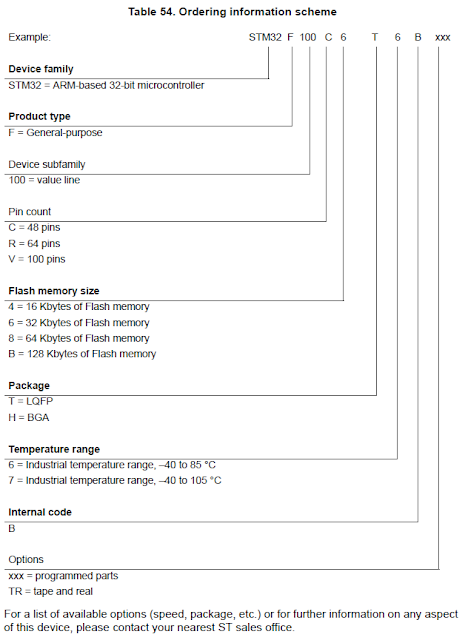 Table 54. Ordering information scheme
Example: STM32 F 100 C 6 T 6 B xxx
Device family
STM32 = ARM-based 32-bit microcontroller
Product type
F = General-purpose
Device subfamily
100 = value line
Pin count
C = 48 pins
R = 64 pins
V = 100 pins
Flash memory size
4 = 16 Kbytes of Flash memory
6 = 32 Kbytes of Flash memory
8 = 64 Kbytes of Flash memory
B = 128 Kbytes of Flash memory
Package
T = LQFP
H = BGA
Temperature range
6 = Industrial temperature range, –40 to 85 °C
7 = Industrial temperature range, –40 to 105 °C
Internal code
B
Options
xxx = programmed parts
TR = tape and real
For a list of available options (speed, package, etc.) or for further information on any aspect
of this device, please contact your nearest ST sales office.